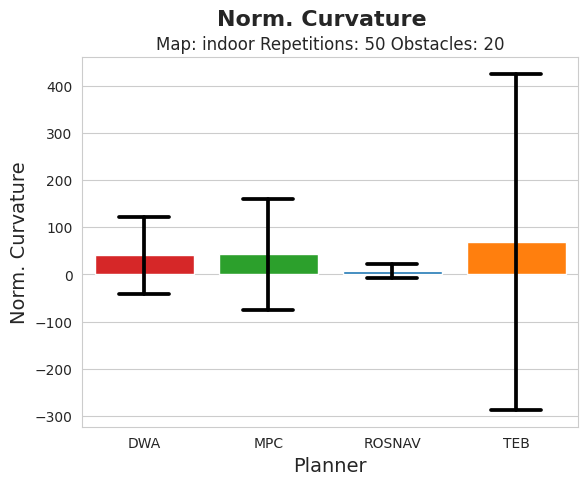 Norm. Curvature
Map: indoor Repetitions: 50 Obstacles: 20
400
300
200
100
0
−100
−200
−300
Norm. Curvature
DWA MPC ROSNAV TEB
Planner